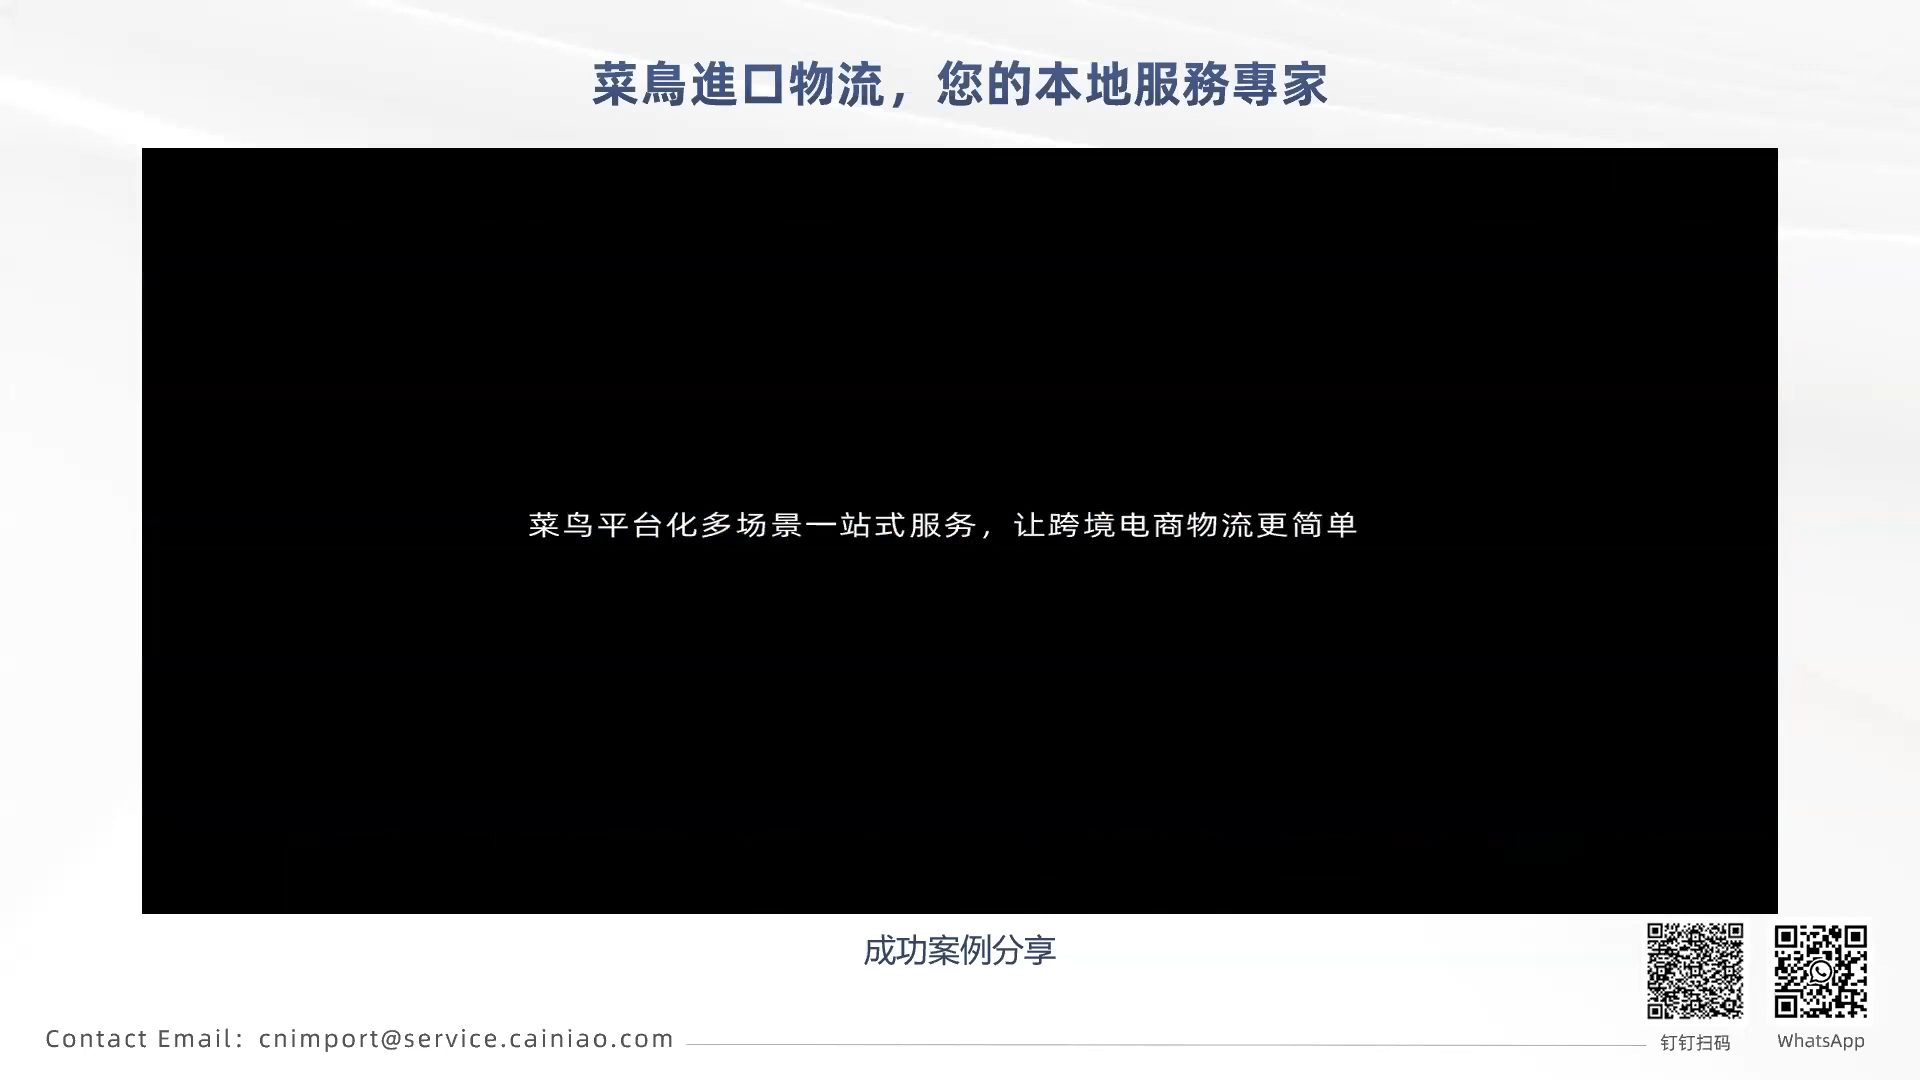 菜鳥進口物流，您的本地服務專家
菜鸟平台化多场景一站式服务，让跨境电商物流更简单
成功案例分享
Contact Email：cnimport@service.cainiao.com
钉钉扫码
WhatsApp